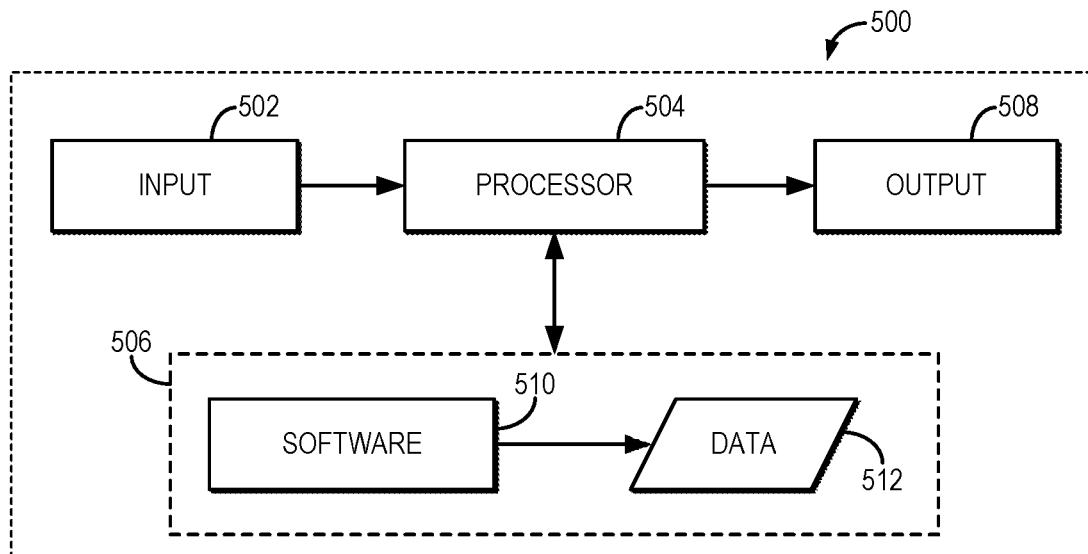 500
502
504
508
INPUT
PROCESSOR
OUTPUT
506
510
SOFTWARE
DATA
512